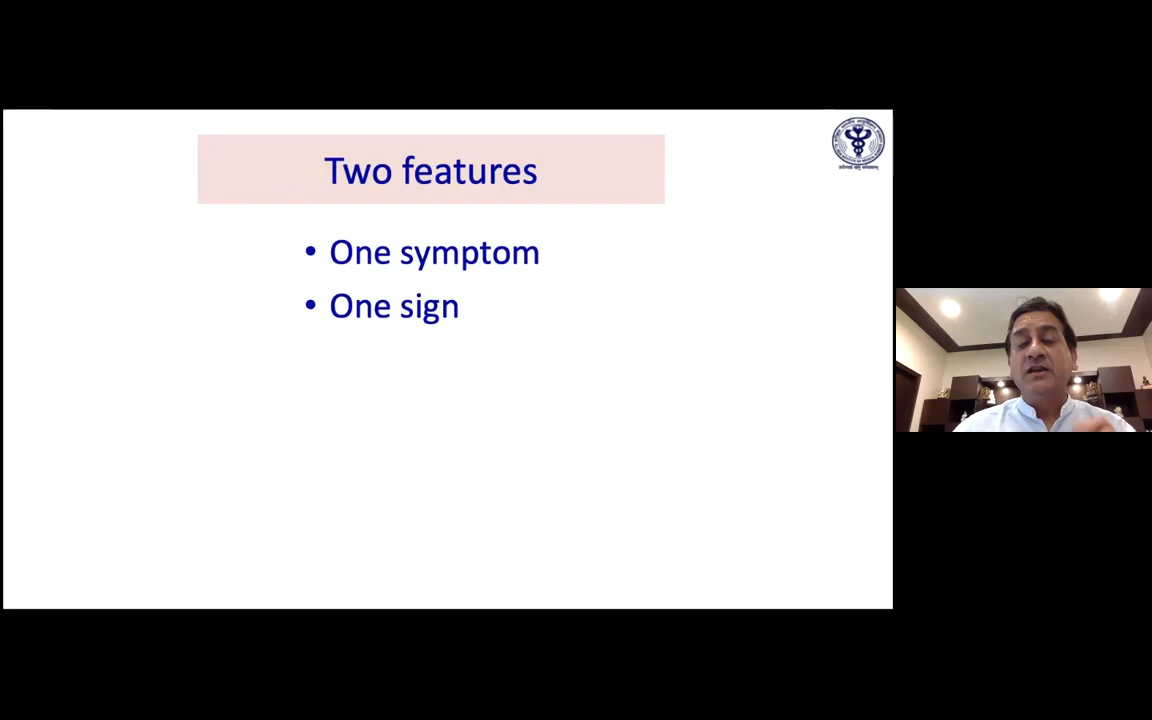 Two features
• One symptom
• One sign